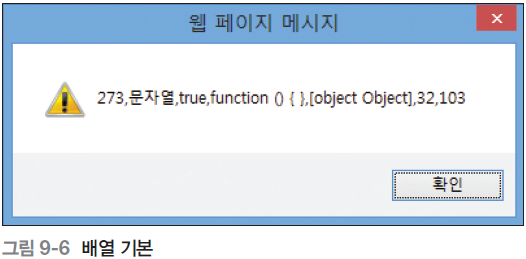 웹 페이지 메시지
273,문자열,true,function () { },[object Object],32,103
확인
그림 9-6 배열 기본